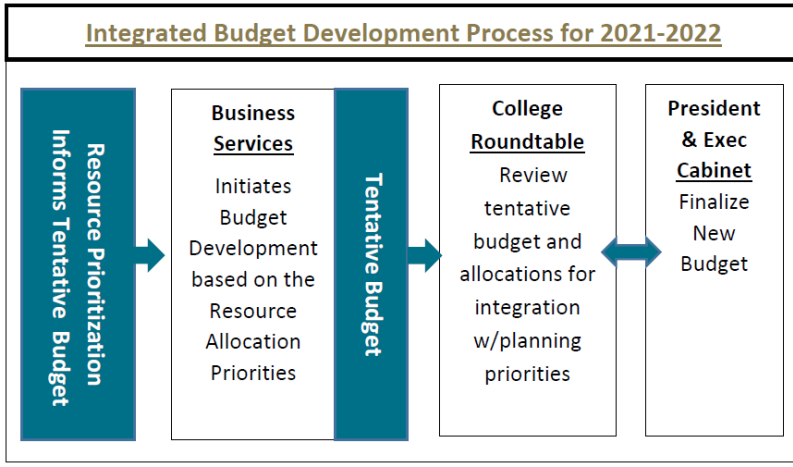 Integrated Budget Development Process for 2021-2022
Resource Prioritization
Informs Tentative Budget
Business
Services
Initiates
Budget
Development
based on the
Resource
Allocation
Priorities
Tentative Budget
College
Roundtable
Review
tentative
budget and
allocations for
integration
w/planning
priorities
President
& Exec
Cabinet
Finalize
New
Budget